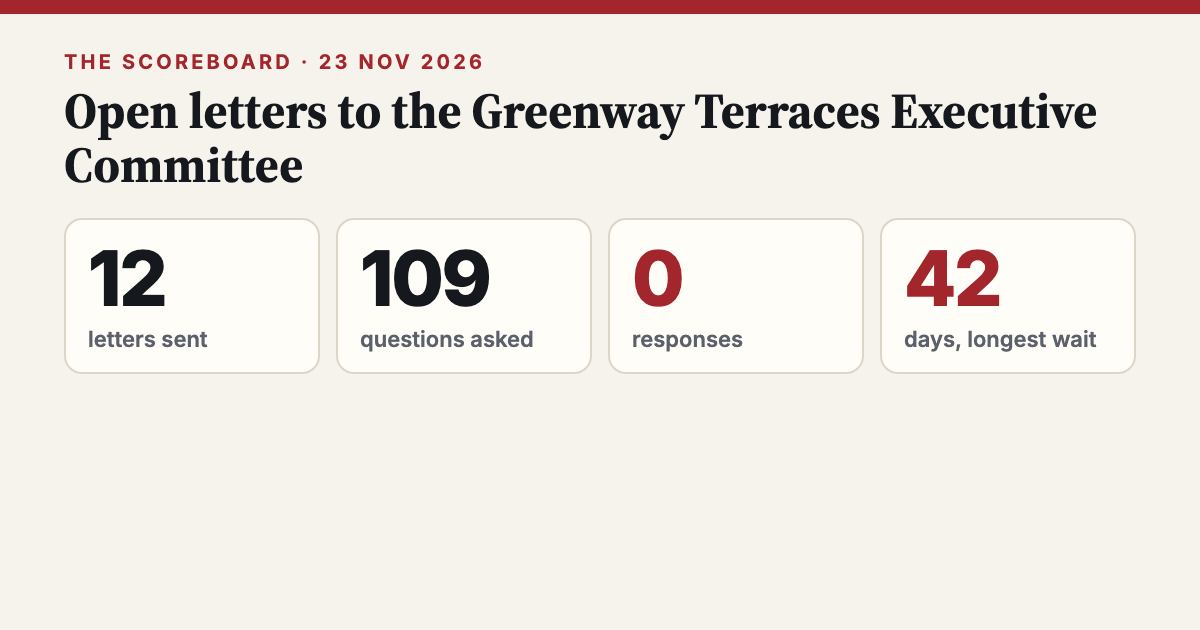 THE SCOREBOARD · 23 NOV 2026
Open letters to the Greenway Terraces Executive
Committee
12
letters sent
109
questions asked
0
responses
42
days, longest wait